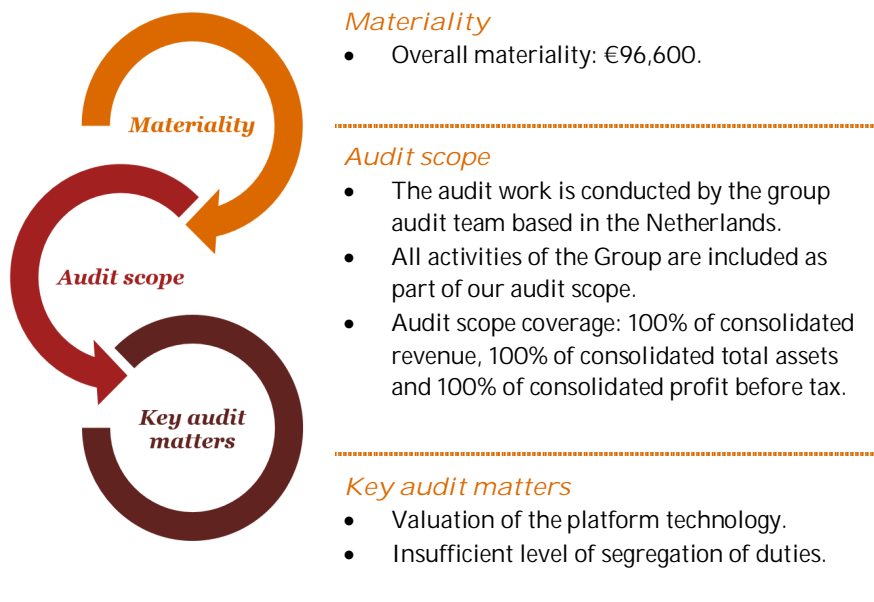 Materiality
Audit scope
Key audit
matters
Materiality
• Overall materiality: €96,600.
Audit scope
• The audit work is conducted by the group
audit team based in the Netherlands.
• All activities of the Group are included as
part of our audit scope.
• Audit scope coverage: 100% of consolidated
revenue, 100% of consolidated total assets
and 100% of consolidated profit before tax.
Key audit matters
• Valuation of the platform technology.
• Insufficient level of segregation of duties.